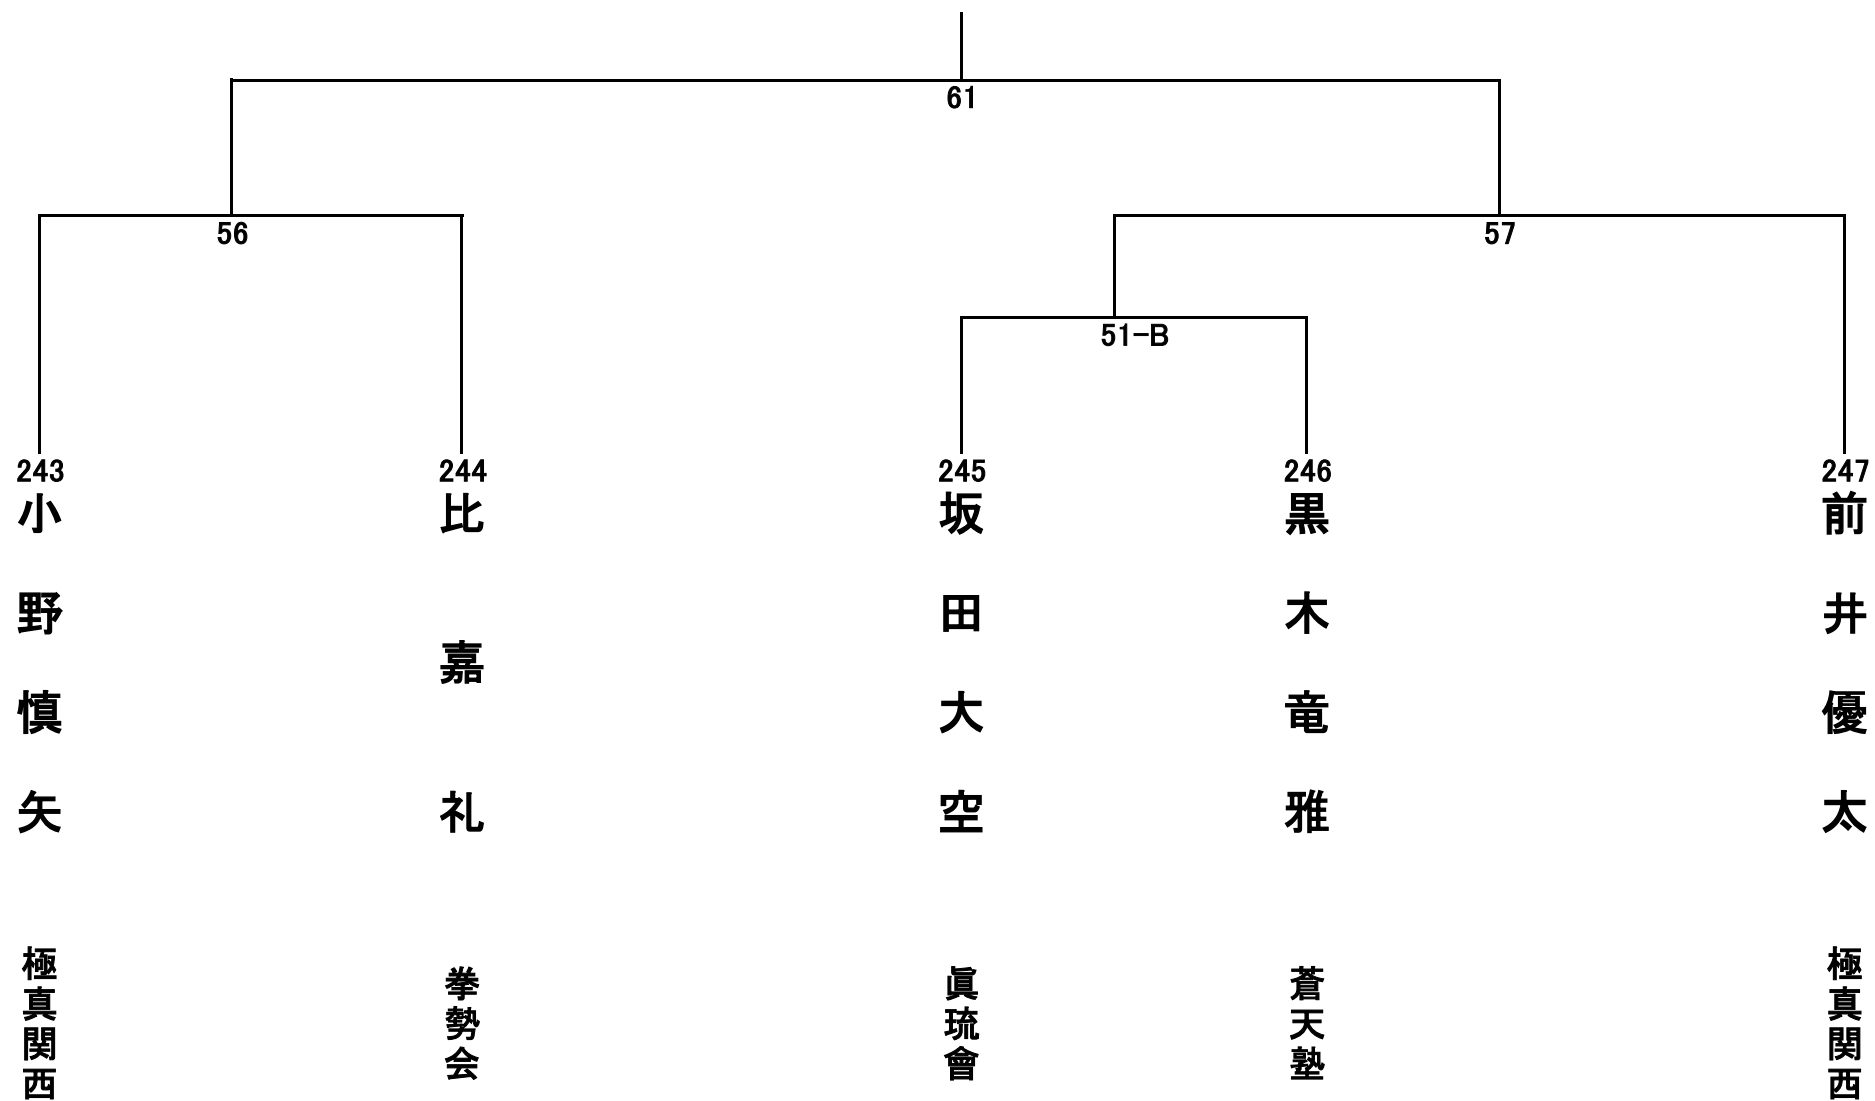 61
56
57
51-B
243
244
245
246
247
小野慎矢
比嘉礼
坂田大空
黒木竜雅
前井優太
極真関西
拳勢会
眞琉會
蒼天塾
極真関西